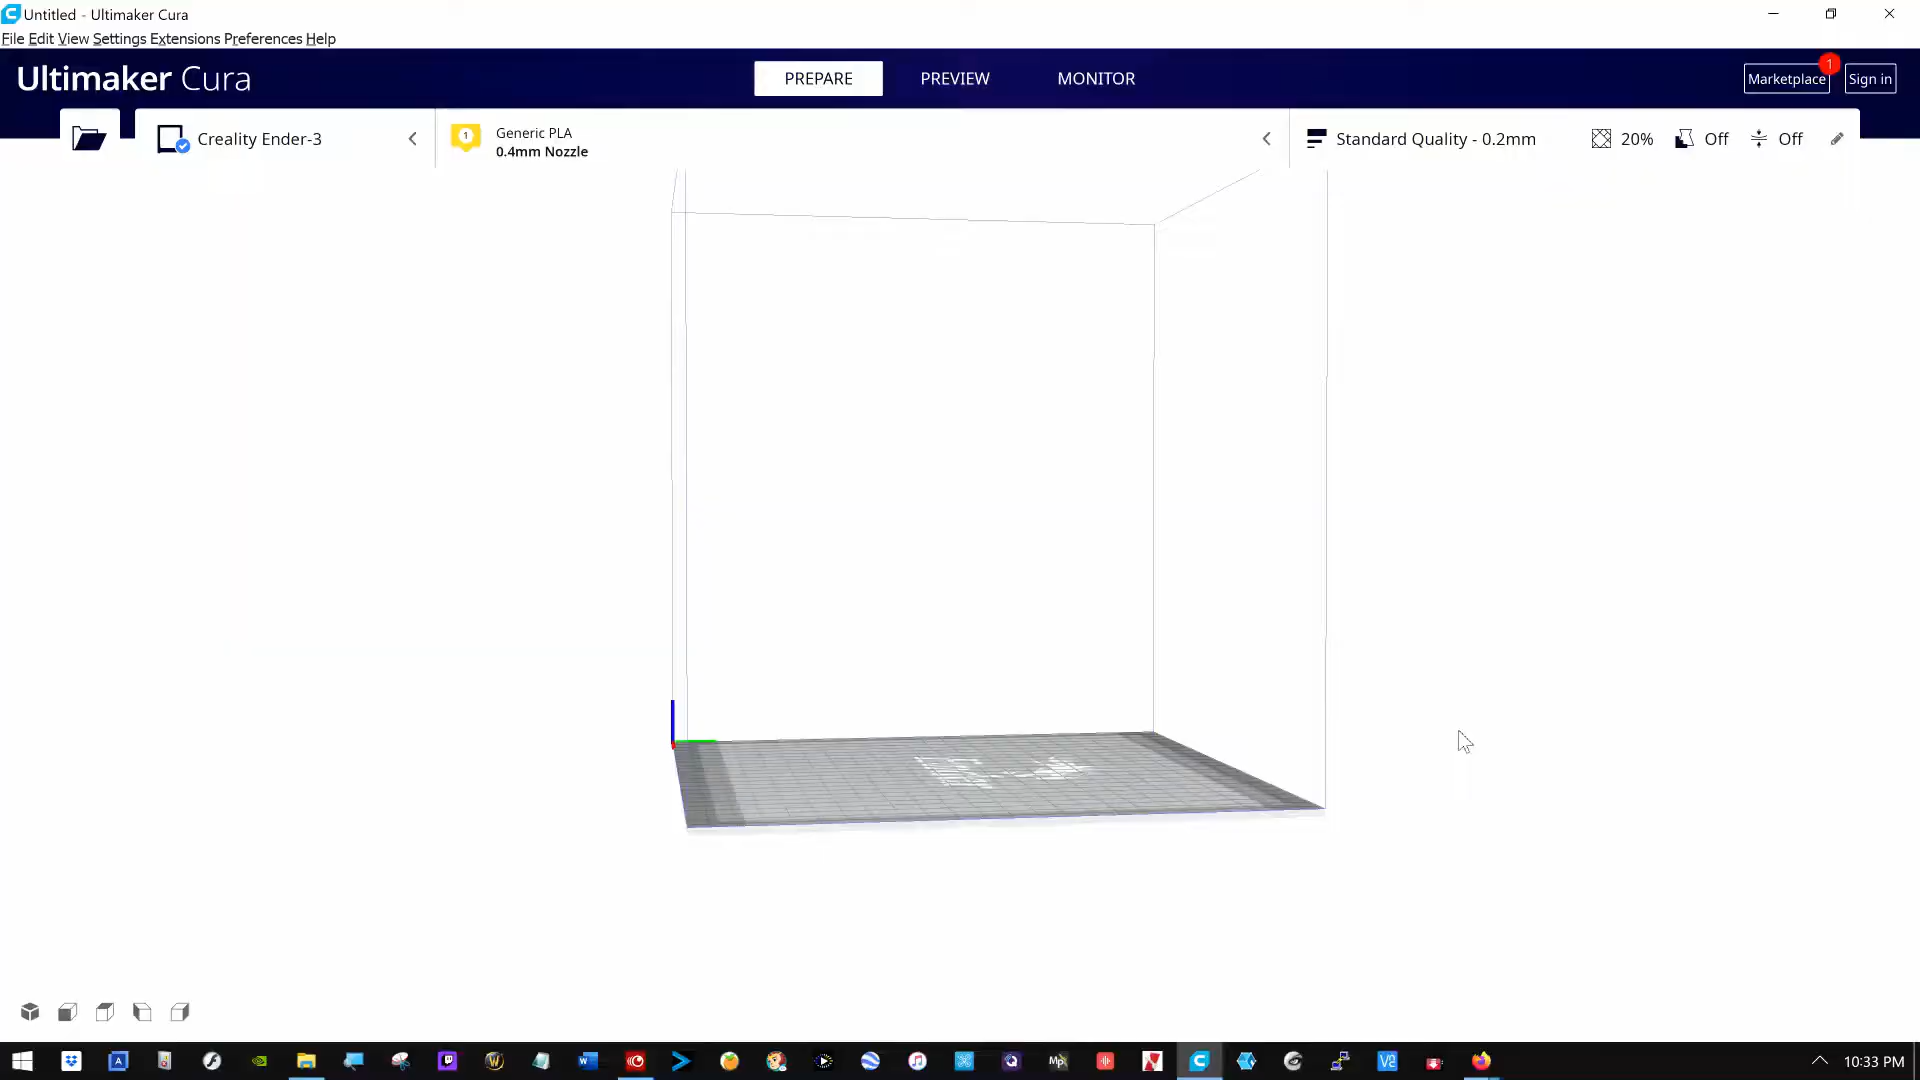 Untitled - Ultimaker Cura
File Edit View Settings Extensions Preferences Help
Ultimaker Cura
PREPARE
PREVIEW
MONITOR
Marketplace
1
Sign in
Creality Ender-3
1
Generic PLA
0.4mm Nozzle
Standard Quality - 0.2mm
20%
Off
Off
10:33 PM